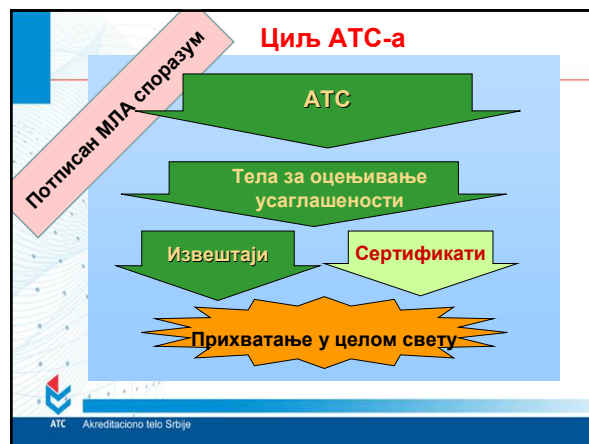 Циљ АТС-а
Потписан МЛА споразум
АТС
Тела за оцењивање
усаглашености
Извештаји
Сертификати
Прихватање у целом свету
АТС
Akreditaciono telo Srbije